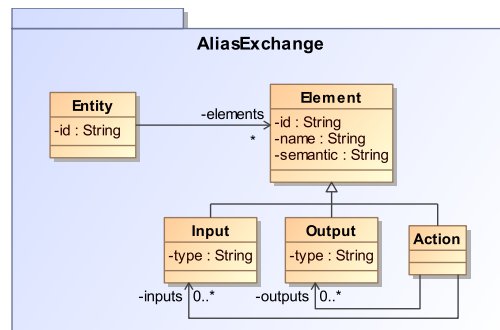 AliasExchange
Entity
-id : String
-elements
*
Element
-id : String
-name : String
-semantic : String
Input
-type : String
Output
-type : String
Action
-inputs 0..*
-outputs 0..*